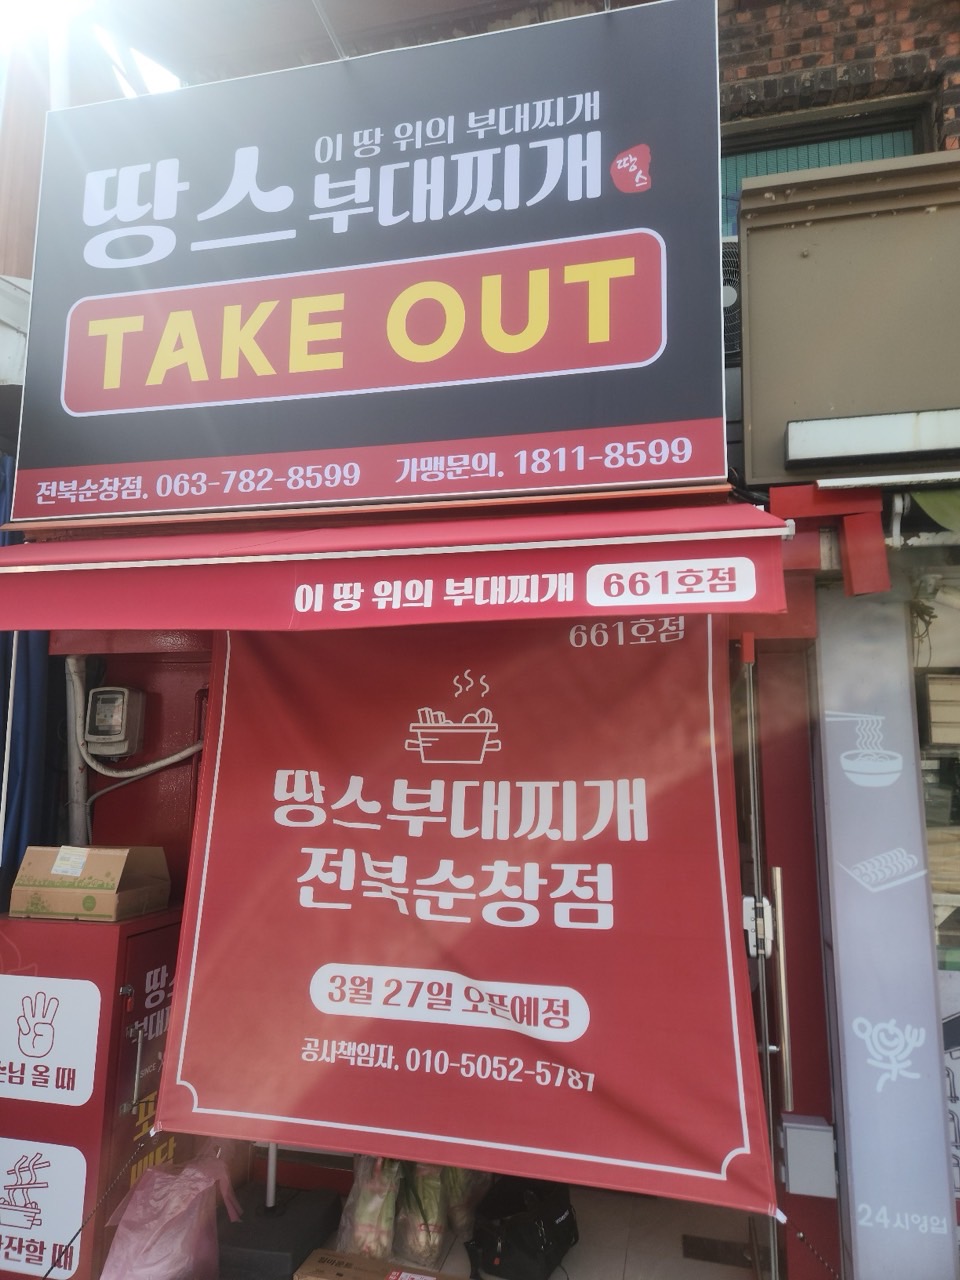 이 땅 위의 부대찌개
땅스 부대찌개
땅스
TAKE OUT
전북순창점. 063-782-8599 가맹문의. 1811-8599
이 땅 위의 부대찌개 661호점
661호점
땅스부대찌개
전북순창점
3월 27일 오픈예정
공사책임자. 010-5052-5787
님 올 때
SINCE
24시영업